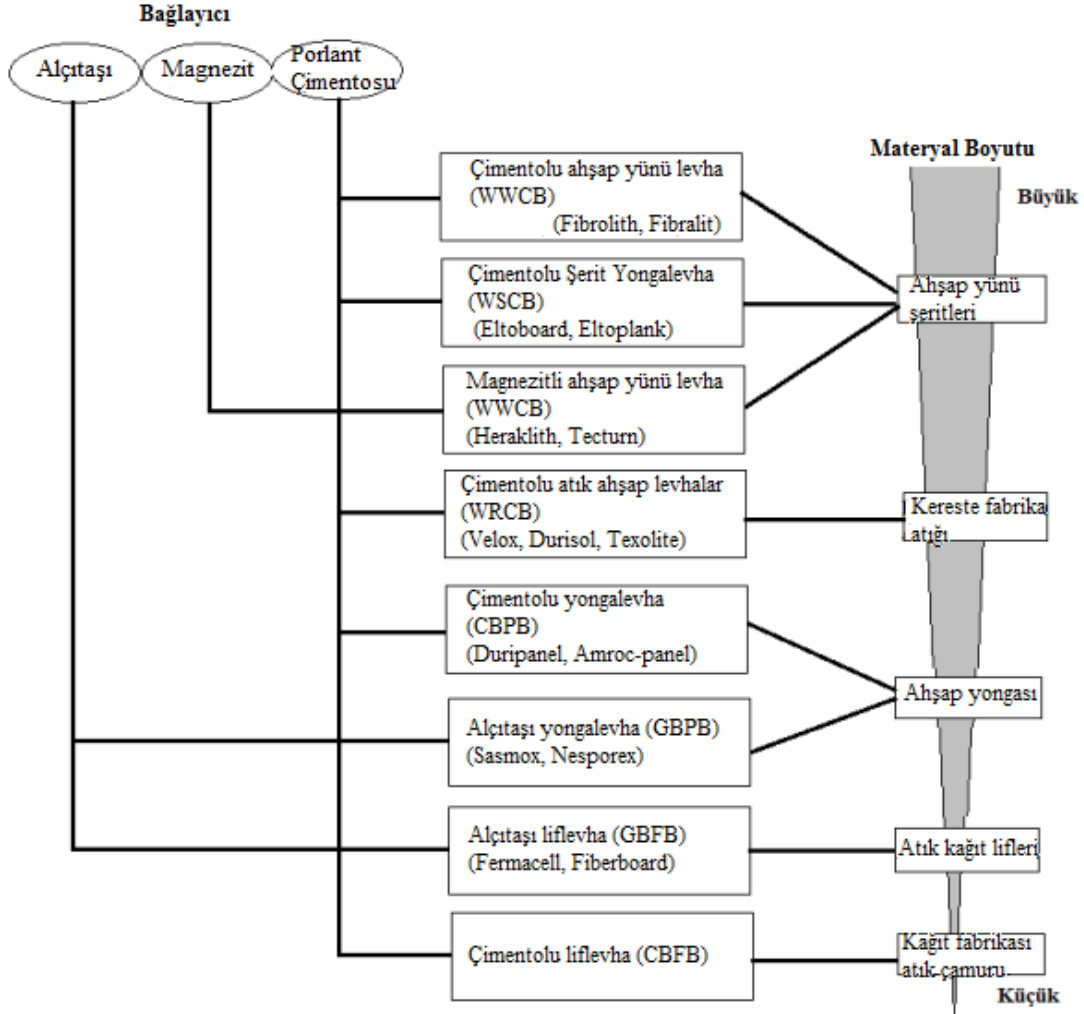 Bağlayıcı
Alçıtaşı
Magnezit
Porlant
Çimentosu
Materyal Boyutu
Büyük
Çimentolu ahşap yünü levha
(WWCB)
(Fibrolith, Fibralit)
Çimentolu Şerit Yongalevha
(WSCB)
(Eltoboard, Eltoplank)
Ahşap yünü
şeritleri
Magnezitli ahşap yünü levha
(WWCB)
(Heraklith, Tecturn)
Çimentolu atık ahşap levhalar
(WRCB)
(Velox, Durisol, Texolite)
Kereste fabrika
atığı
Çimentolu yongalevha
(CBPB)
(Duripanel, Amroc-panel)
Ahşap yongası
Alçıtaşı yongalevha (GBPB)
(Sasmox, Nesporex)
Alçıtaşı liflevha (GBFB)
(Fermacell, Fiberboard)
Atık kağıt lifleri
Çimentolu liflevha (CBFB)
Kağıt fabrikası
atık çamuru
Küçük